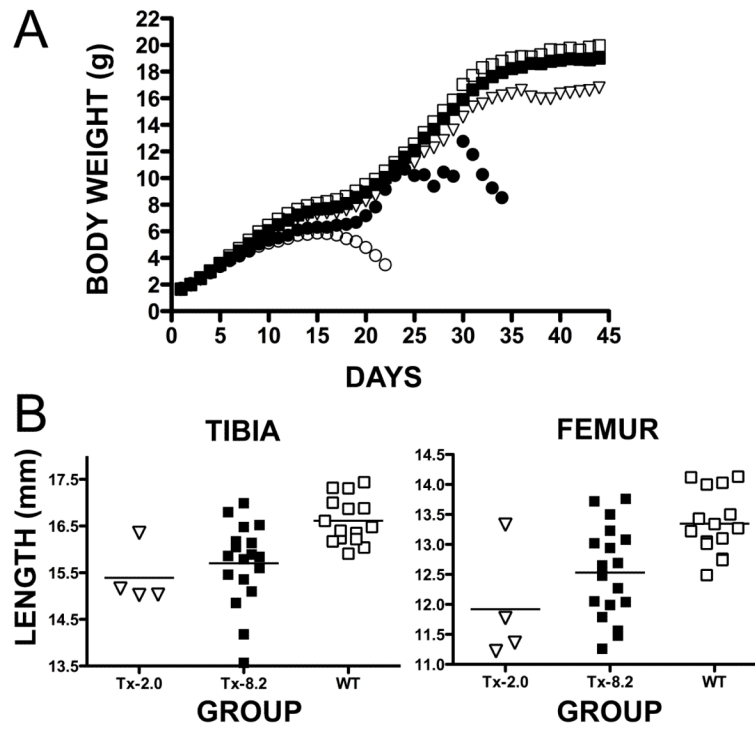 A
BODY WEIGHT (g)
22
20
18
16
14
12
10
8
6
4
2
0
0 5 10 15 20 25 30 35 40 45
DAYS
B
TIBIA
LENGTH (mm)
17.5
16.5
15.5
14.5
13.5
Tx-2.0 Tx-8.2 WT
GROUP
FEMUR
14.5
14.0
13.5
13.0
12.5
12.0
11.5
11.0
Tx-2.0 Tx-8.2 WT
GROUP